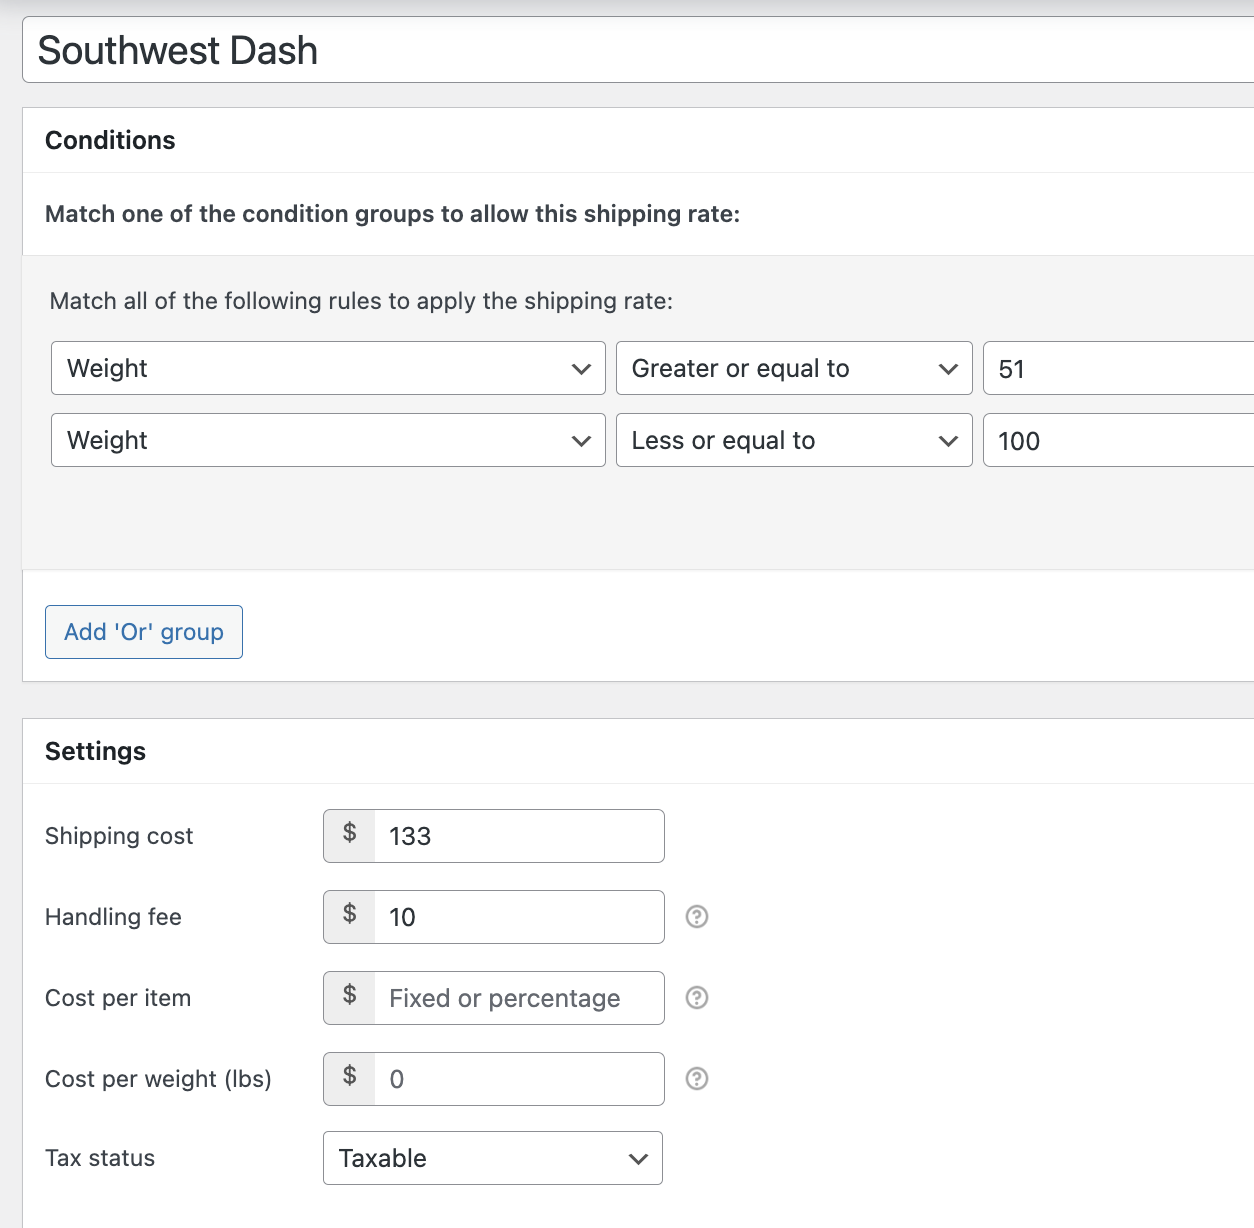 Southwest Dash
Conditions
Match one of the condition groups to allow this shipping rate:
Match all of the following rules to apply the shipping rate:
Weight Greater or equal to 51
Weight Less or equal to 100
Add 'Or' group
Settings
Shipping cost $ 133
Handling fee $ 10 ?
Cost per item $ Fixed or percentage ?
Cost per weight (lbs) $ 0 ?
Tax status Taxable